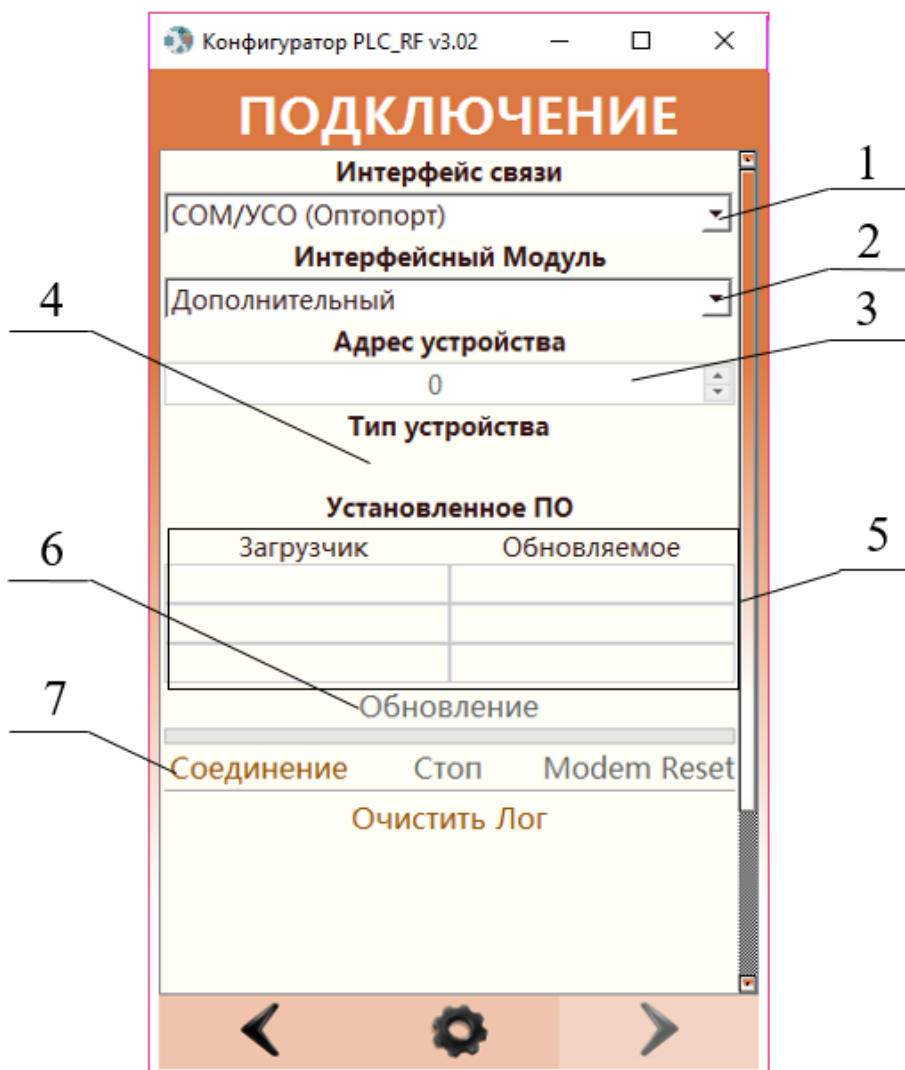 Конфигуратор PLC_RF v3.02
ПОДКЛЮЧЕНИЕ
Интерфейс связи
1
COM/УСО (Оптопорт)
Интерфейсный Модуль
2
Дополнительный
4
3
Адрес устройства
0
Тип устройства
Установленное ПО
6
Загрузчик Обновляемое
5
Обновление
7
Соединение Стоп Modem Reset
Очистить Лог